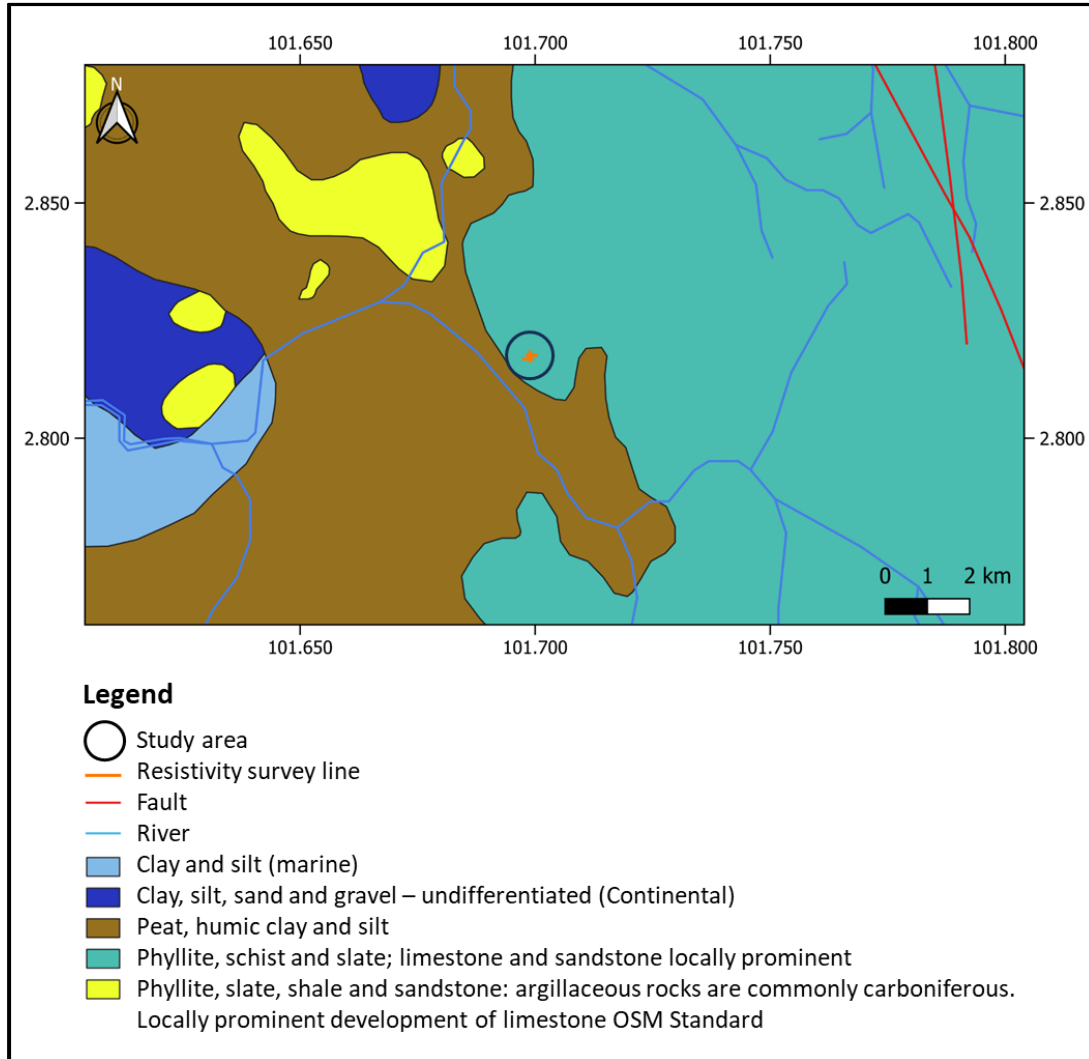 101.650 101.700 101.750 101.800
N
2.850 2.850
2.800 2.800
0 1 2 km
101.650 101.700 101.750 101.800
Legend
Study area
Resistivity survey line
Fault
River
Clay and silt (marine)
Clay, silt, sand and gravel – undifferentiated (Continental)
Peat, humic clay and silt
Phyllite, schist and slate; limestone and sandstone locally prominent
Phyllite, slate, shale and sandstone: argillaceous rocks are commonly carboniferous.
Locally prominent development of limestone OSM Standard